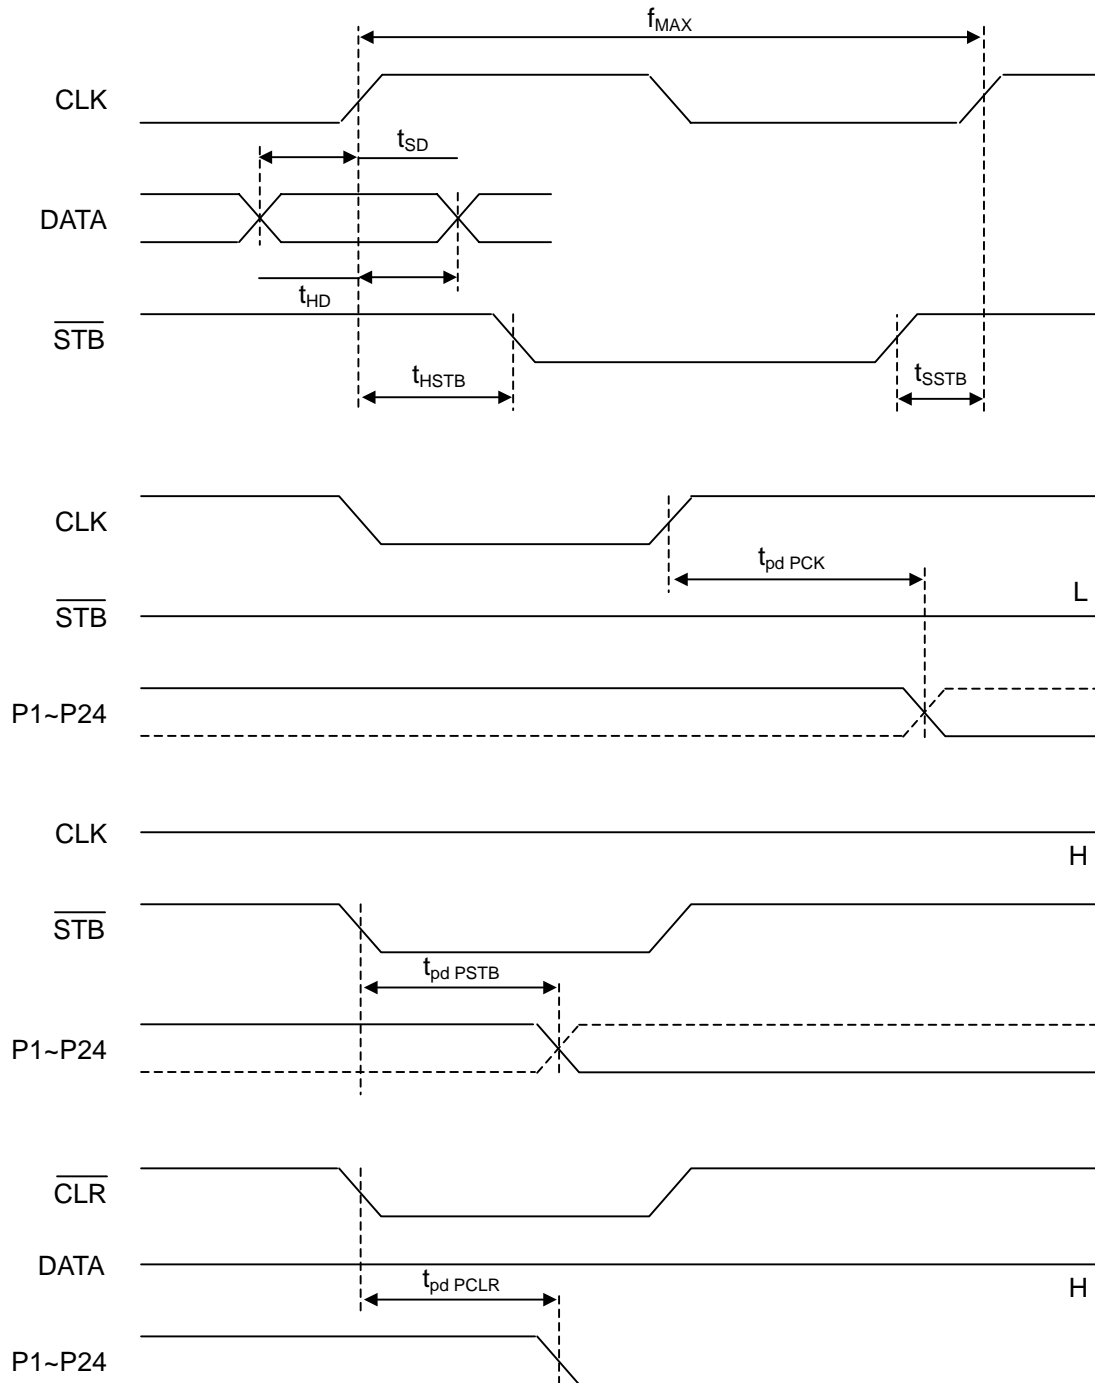 fMAX
CLK
tSD
DATA
tHD
STB
tHSTB
tSSTB
CLK
tpd PCK
L
STB
P1~P24
CLK
H
STB
tpd PSTB
P1~P24
CLR
DATA
H
tpd PCLR
P1~P24